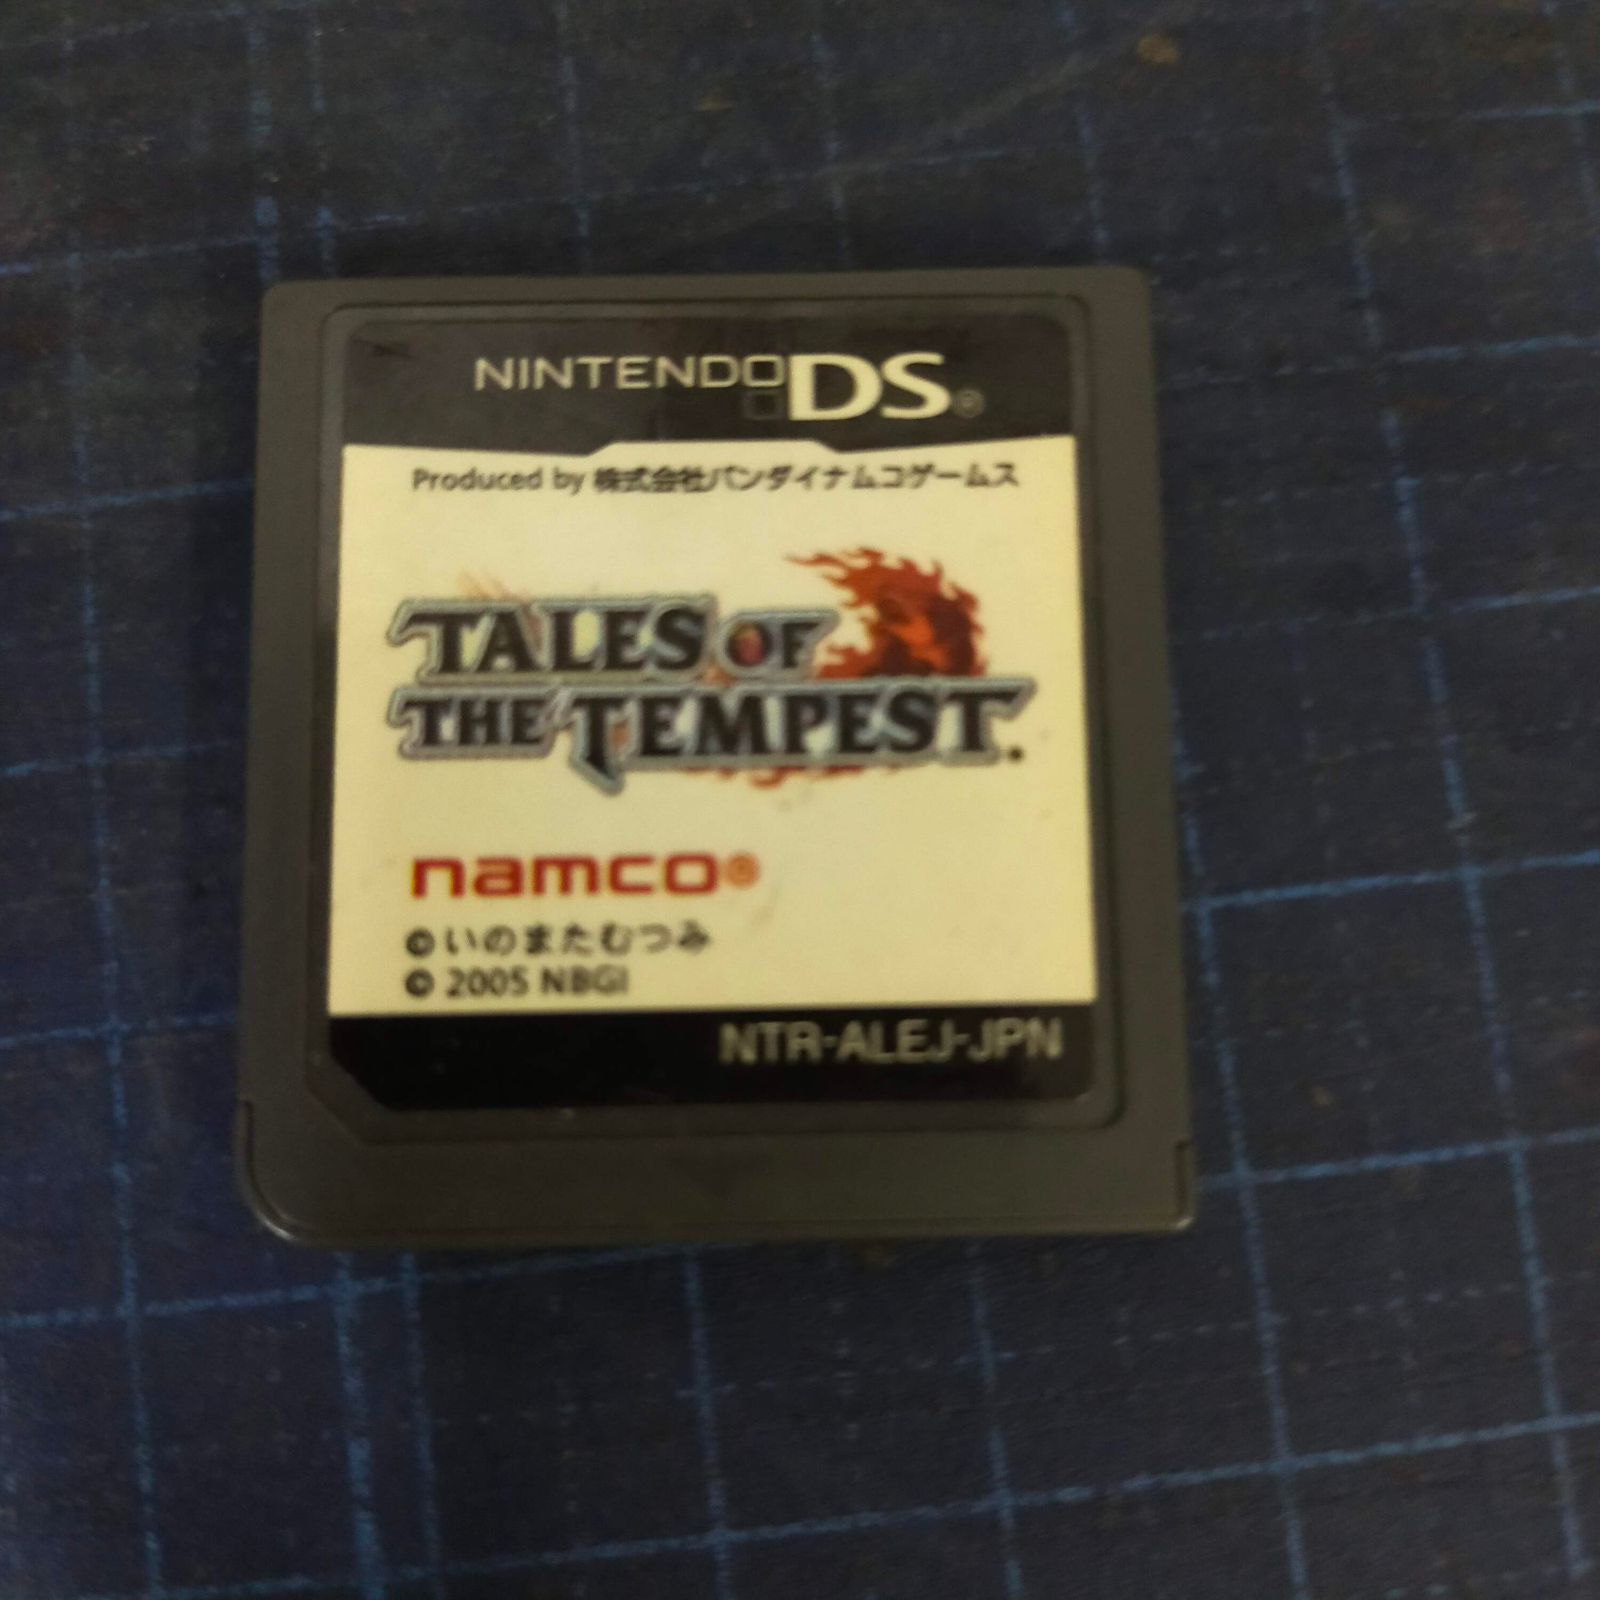 NINTENDO DS®
Produced by 株式会社バンダイナムコゲームス
TALES OF
THE TEMPEST.
namco®
© いのまたむつみ
© 2005 NBGI
NTR-ALEJ-JPN